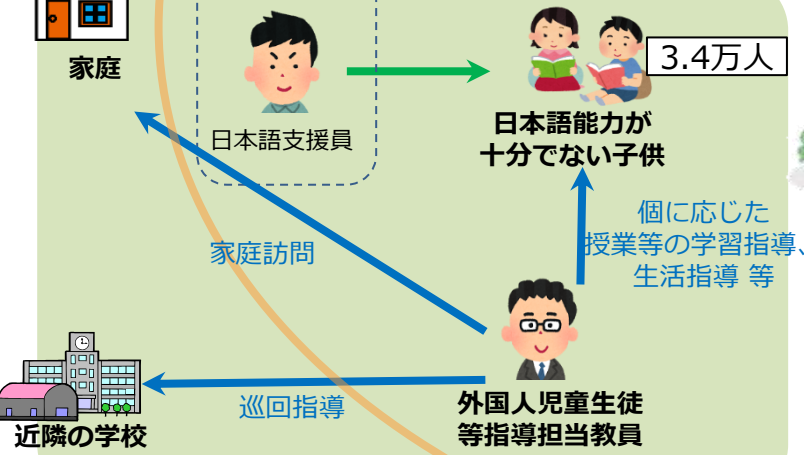 家庭
3.4万人
日本語支援員
日本語能力が
十分でない子供
個に応じた
授業等の学習指導、
生活指導 等
家庭訪問
巡回指導
外国人児童生徒
等指導担当教員
近隣の学校